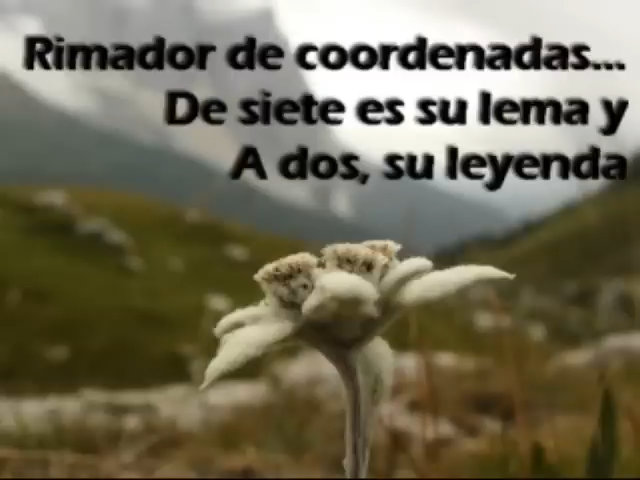 Rimador de coordenadas...
De siete es su lema y
A dos, su leyenda